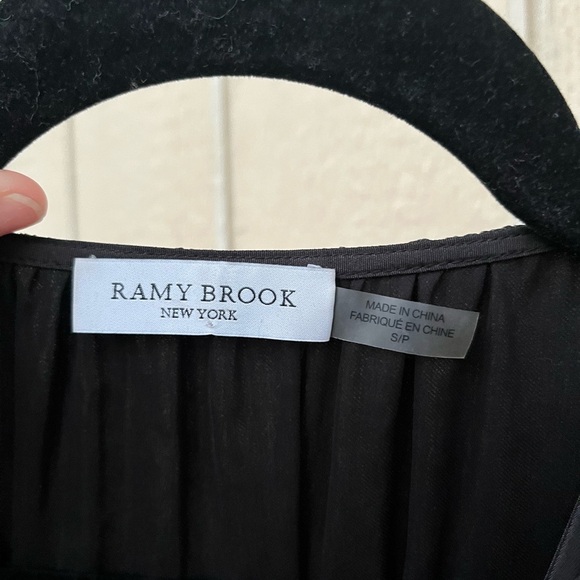 RAMY BROOK
NEW YORK
MADE IN CHINA
FABRIQUÉ EN CHINE
S/P